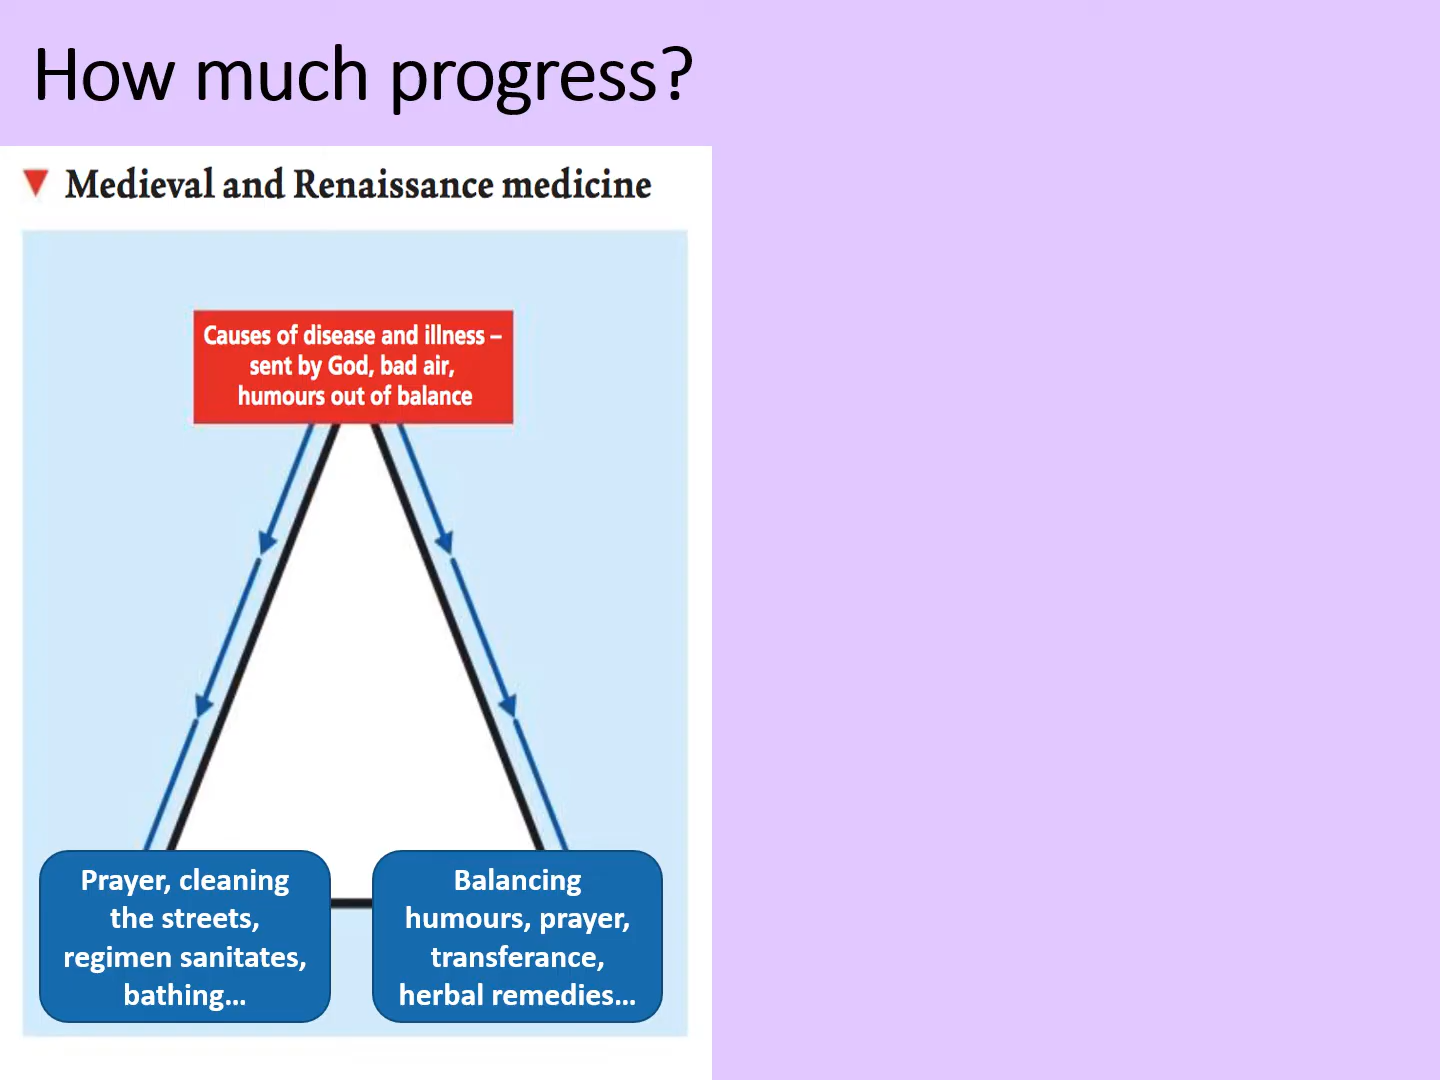 How much progress?
Medieval and Renaissance medicine
Causes of disease and illness –
sent by God, bad air,
humours out of balance
Prayer, cleaning
the streets,
regimen sanitates,
bathing…
Balancing
humours, prayer,
transferance,
herbal remedies…